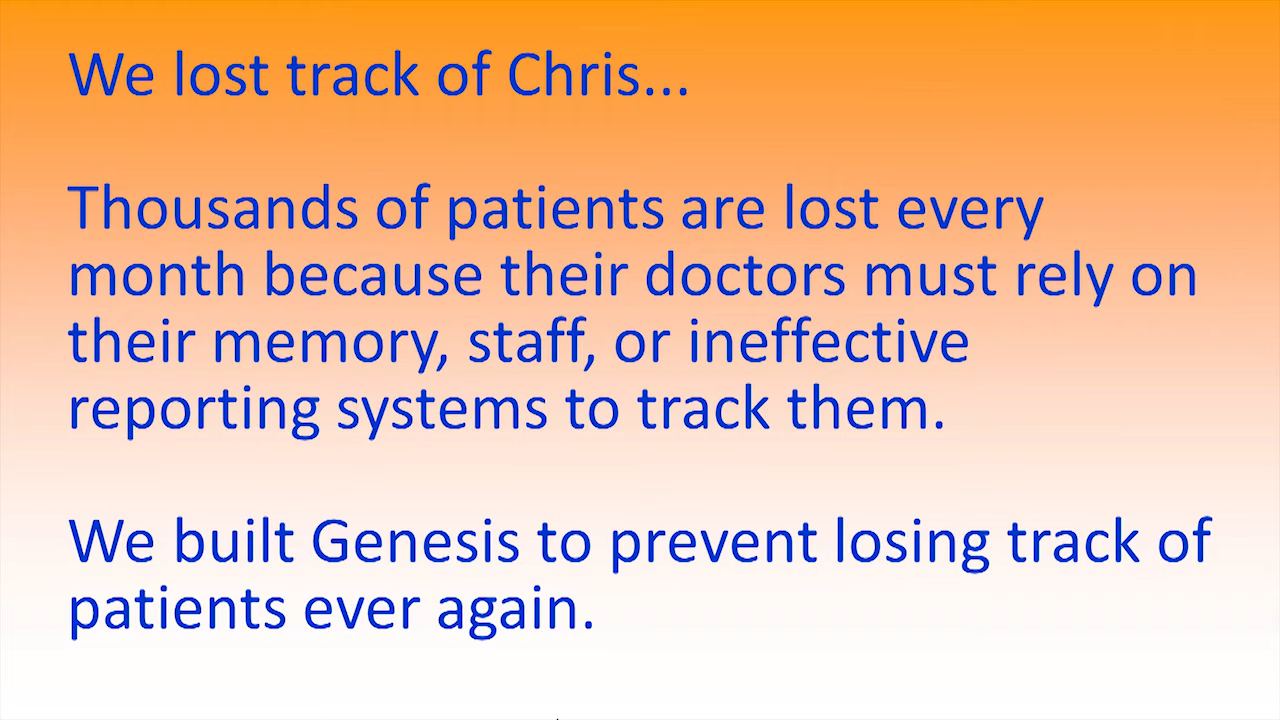 We lost track of Chris...
Thousands of patients are lost every
month because their doctors must rely on
their memory, staff, or ineffective
reporting systems to track them.
We built Genesis to prevent losing track of
patients ever again.